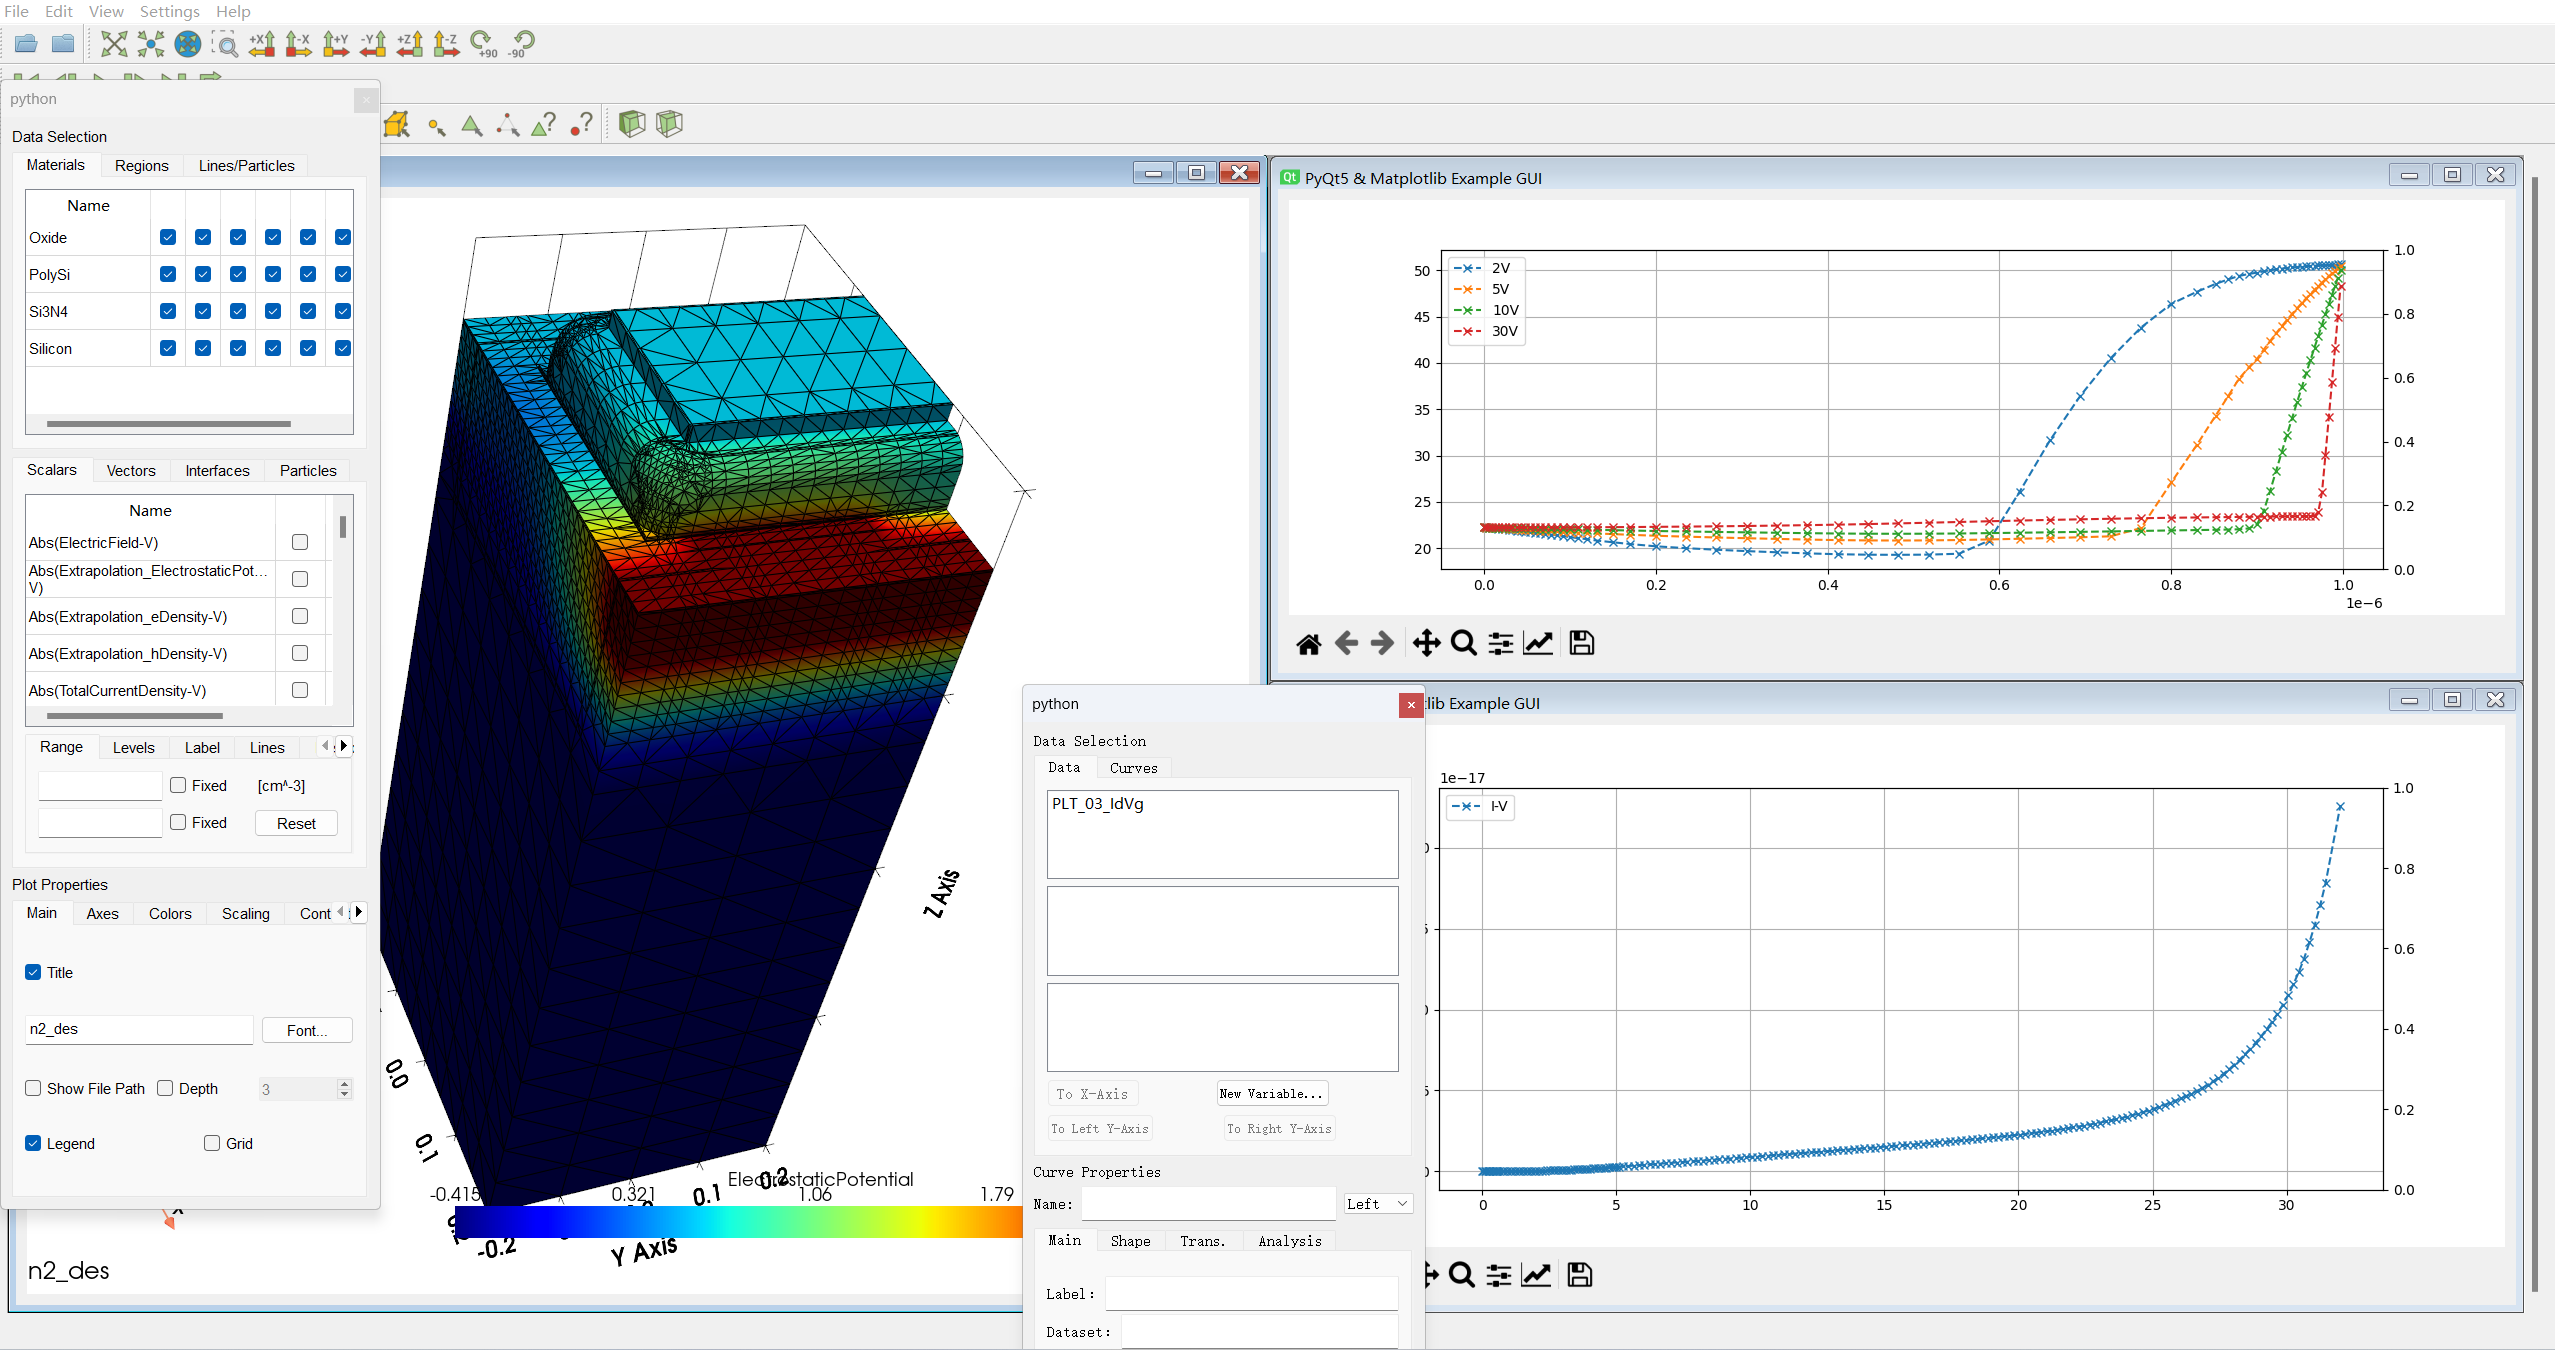 File Edit View Settings Help
+X -X +Y -Y +Z -Z +90 -90
python
Data Selection
Materials Regions Lines/Particles
Name
Oxide
PolySi
Si3N4
Silicon
Scalars Vectors Interfaces Particles
Name
Abs(ElectricField-V)
Abs(Extrapolation_ElectrostaticPot...
V)
Abs(Extrapolation_eDensity-V)
Abs(Extrapolation_hDensity-V)
Abs(TotalCurrentDensity-V)
Range Levels Label Lines
Fixed [cm^-3]
Fixed Reset
Plot Properties
Main Axes Colors Scaling Cont
Title
n2_des Font...
Show File Path Depth 3
Legend Grid
Z Axis
0.0
0.1
-0.2
0.1
0.2
Y Axis
ElectrostaticPotential
-0.415 0.321 1.06 1.79
n2_des
Qt PyQt5 & Matplotlib Example GUI
2V
5V
10V
30V
50
45
40
35
30
25
20
1.0
0.8
0.6
0.4
0.2
0.0
0.0 0.2 0.4 0.6 0.8 1.0
1e-6
python
Data Selection
Data Curves
PLT_03_IdVg
To X-Axis New Variable...
To Left Y-Axis To Right Y-Axis
Curve Properties
Name: Left
Main Shape Trans. Analysis
Label:
Dataset:
lib Example GUI
1e-17
I-V
1.0
0.8
0.6
0.4
0.2
0.0
0 5 10 15 20 25 30